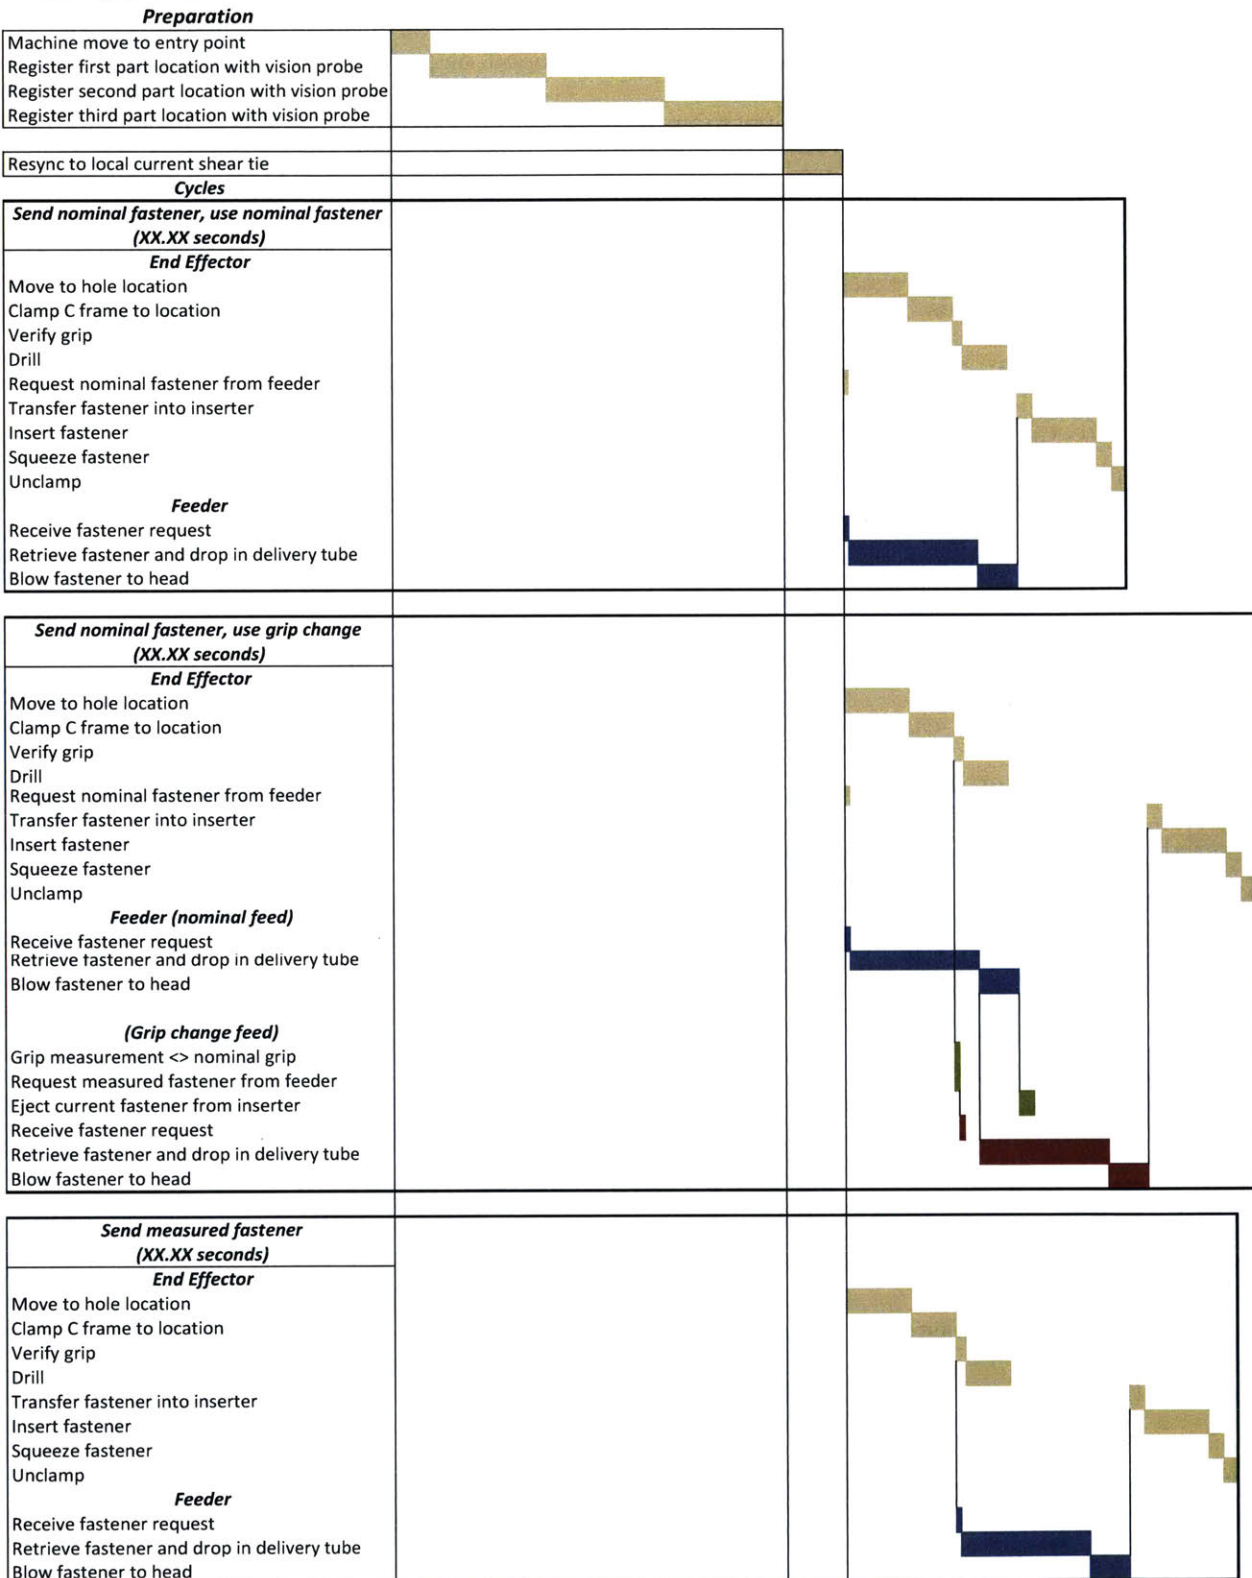 Preparation
Machine move to entry point
Register first part location with vision probe
Register second part location with vision probe
Register third part location with vision probe
Resync to local current shear tie
Cycles
Send nominal fastener, use nominal fastener
(XX.XX seconds)
End Effector
Move to hole location
Clamp C frame to location
Verify grip
Drill
Request nominal fastener from feeder
Transfer fastener into inserter
Insert fastener
Squeeze fastener
Unclamp
Feeder
Receive fastener request
Retrieve fastener and drop in delivery tube
Blow fastener to head
Send nominal fastener, use grip change
(XX.XX seconds)
End Effector
Move to hole location
Clamp C frame to location
Verify grip
Drill
Request nominal fastener from feeder
Transfer fastener into inserter
Insert fastener
Squeeze fastener
Unclamp
Feeder (nominal feed)
Receive fastener request
Retrieve fastener and drop in delivery tube
Blow fastener to head
(Grip change feed)
Grip measurement <> nominal grip
Request measured fastener from feeder
Eject current fastener from inserter
Receive fastener request
Retrieve fastener and drop in delivery tube
Blow fastener to head
Send measured fastener
(XX.XX seconds)
End Effector
Move to hole location
Clamp C frame to location
Verify grip
Drill
Transfer fastener into inserter
Insert fastener
Squeeze fastener
Unclamp
Feeder
Receive fastener request
Retrieve fastener and drop in delivery tube
Blow fastener to head